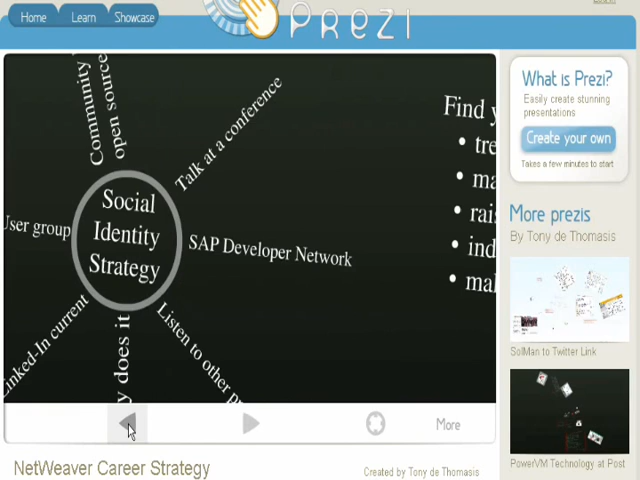 Home
Learn
Showcase
PREZI
Community
open source
Talk at a conference
Social
Identity
Strategy
User group
SAP Developer Network
Linked-In current
y does it
Listen to other p
Find y
• tre
• ma
• rais
• ind
• mal
More
NetWeaver Career Strategy
Created by Tony de Thomasis
What is Prezi?
Easily create stunning
presentations
Create your own
Takes a few minutes to start
More prezis
By Tony de Thomasis
SolMan to Twitter Link
PowerVM Technology at Post